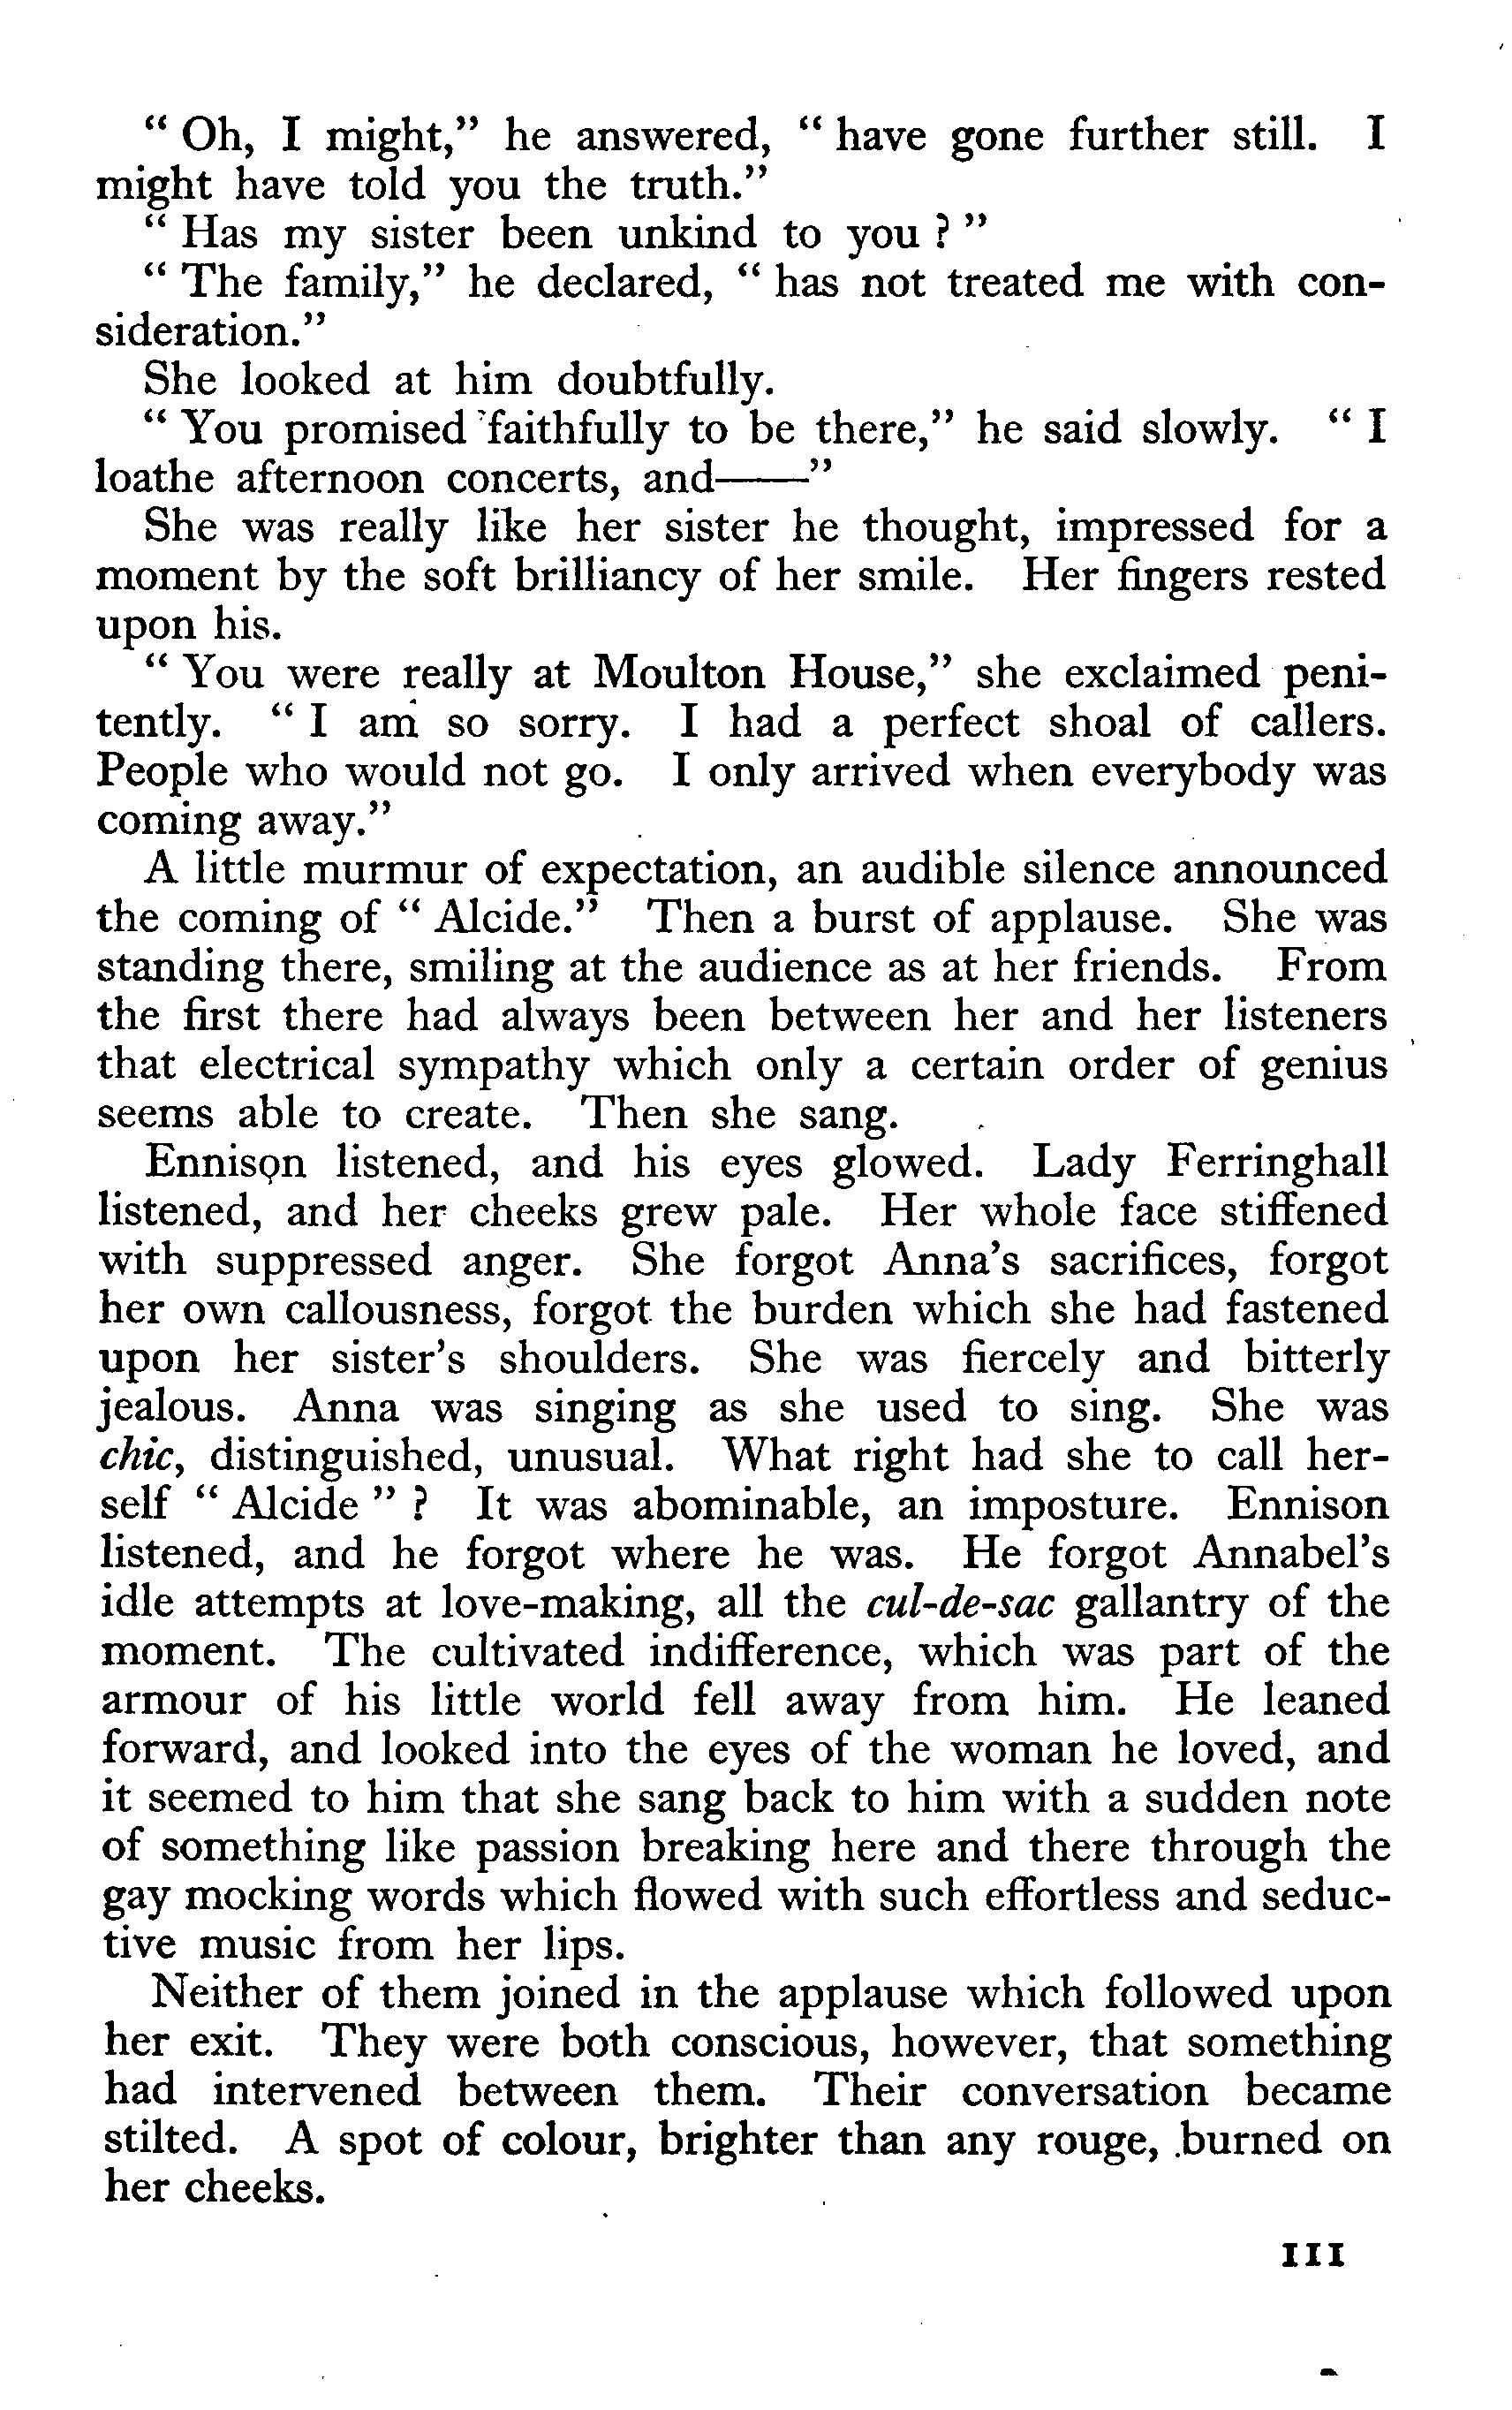 “ Oh, I might,” he answered, “ have gone further still. I
might have told you the truth.”
“ Has my sister been unkind to you ? ”
“ The family,” he declared, “ has not treated me with con-
sideration.”
She looked at him doubtfully.
“ You promised faithfully to be there,” he said slowly. “ I
loathe afternoon concerts, and——”
She was really like her sister he thought, impressed for a
moment by the soft brilliancy of her smile. Her fingers rested
upon his.
“ You were really at Moulton House,” she exclaimed peni-
tently. “ I am so sorry. I had a perfect shoal of callers.
People who would not go. I only arrived when everybody was
coming away.”
A little murmur of expectation, an audible silence announced
the coming of “ Alcide.” Then a burst of applause. She was
standing there, smiling at the audience as at her friends. From
the first there had always been between her and her listeners
that electrical sympathy which only a certain order of genius
seems able to create. Then she sang.
Ennison listened, and his eyes glowed. Lady Ferringhall
listened, and her cheeks grew pale. Her whole face stiffened
with suppressed anger. She forgot Anna’s sacrifices, forgot
her own callousness, forgot the burden which she had fastened
upon her sister’s shoulders. She was fiercely and bitterly
jealous. Anna was singing as she used to sing. She was
chic, distinguished, unusual. What right had she to call her-
self “ Alcide ” ? It was abominable, an imposture. Ennison
listened, and he forgot where he was. He forgot Annabel’s
idle attempts at love-making, all the cul-de-sac gallantry of the
moment. The cultivated indifference, which was part of the
armour of his little world fell away from him. He leaned
forward, and looked into the eyes of the woman he loved, and
it seemed to him that she sang back to him with a sudden note
of something like passion breaking here and there through the
gay mocking words which flowed with such effortless and seduc-
tive music from her lips.
Neither of them joined in the applause which followed upon
her exit. They were both conscious, however, that something
had intervened between them. Their conversation became
stilted. A spot of colour, brighter than any rouge, burned on
her cheeks.
111